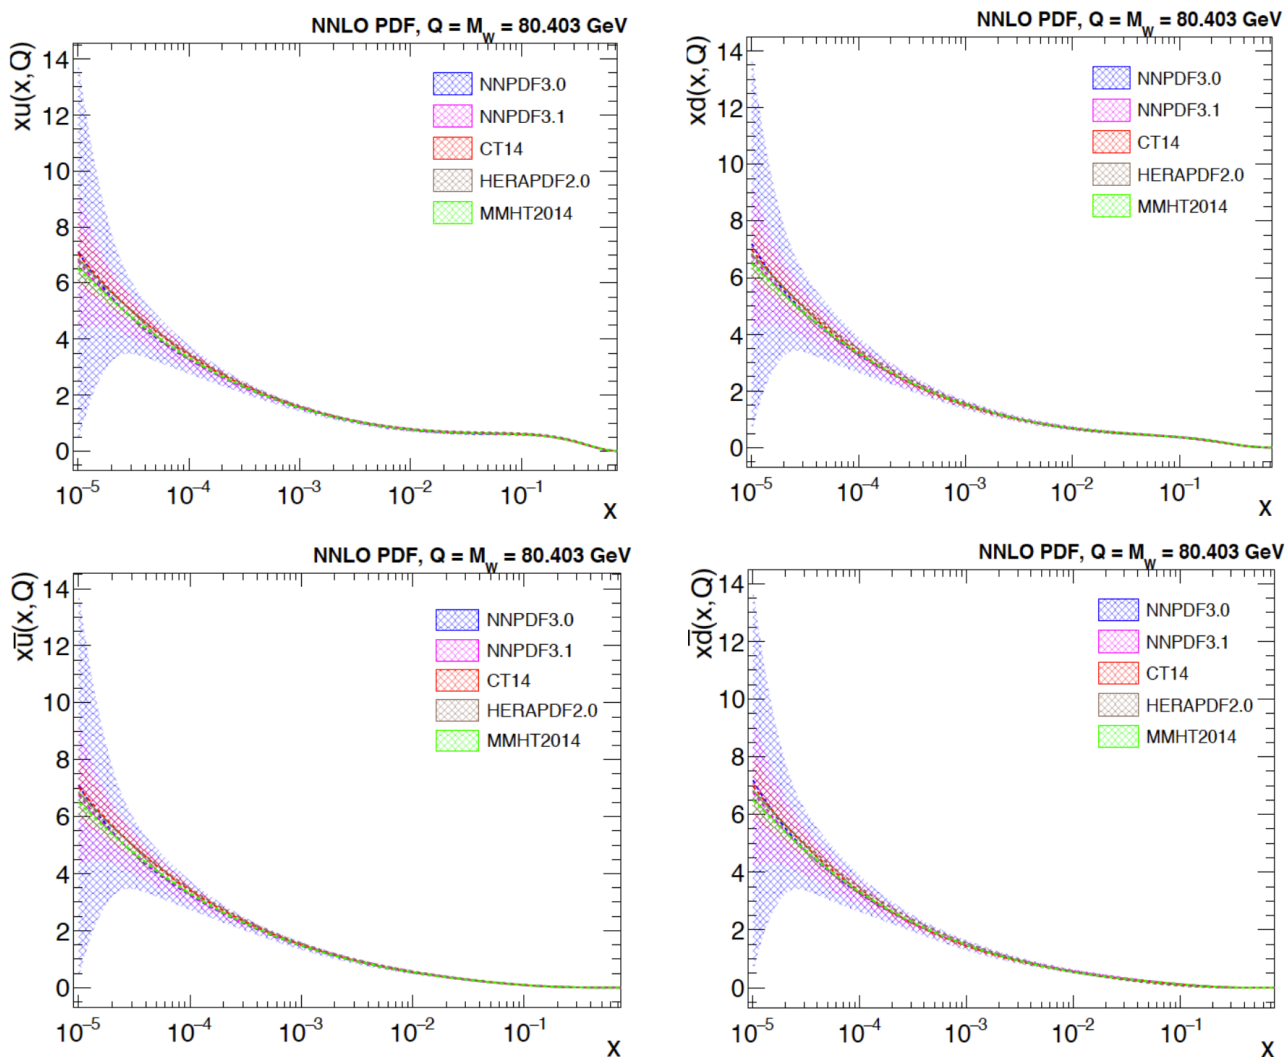 NNLO PDF, Q = M_W = 80.403 GeV
xu(x,Q)
14
12
10
8
6
4
2
0
NNPDF3.0
NNPDF3.1
CT14
HERAPDF2.0
MMHT2014
10⁻⁵ 10⁻⁴ 10⁻³ 10⁻² 10⁻¹
x
NNLO PDF, Q = M_W = 80.403 GeV
xd(x,Q)
14
12
10
8
6
4
2
0
NNPDF3.0
NNPDF3.1
CT14
HERAPDF2.0
MMHT2014
10⁻⁵ 10⁻⁴ 10⁻³ 10⁻² 10⁻¹
x
NNLO PDF, Q = M_W = 80.403 GeV
xu̅(x,Q)
14
12
10
8
6
4
2
0
NNPDF3.0
NNPDF3.1
CT14
HERAPDF2.0
MMHT2014
10⁻⁵ 10⁻⁴ 10⁻³ 10⁻² 10⁻¹
x
NNLO PDF, Q = M_W = 80.403 GeV
xd̅(x,Q)
14
12
10
8
6
4
2
0
NNPDF3.0
NNPDF3.1
CT14
HERAPDF2.0
MMHT2014
10⁻⁵ 10⁻⁴ 10⁻³ 10⁻² 10⁻¹
x